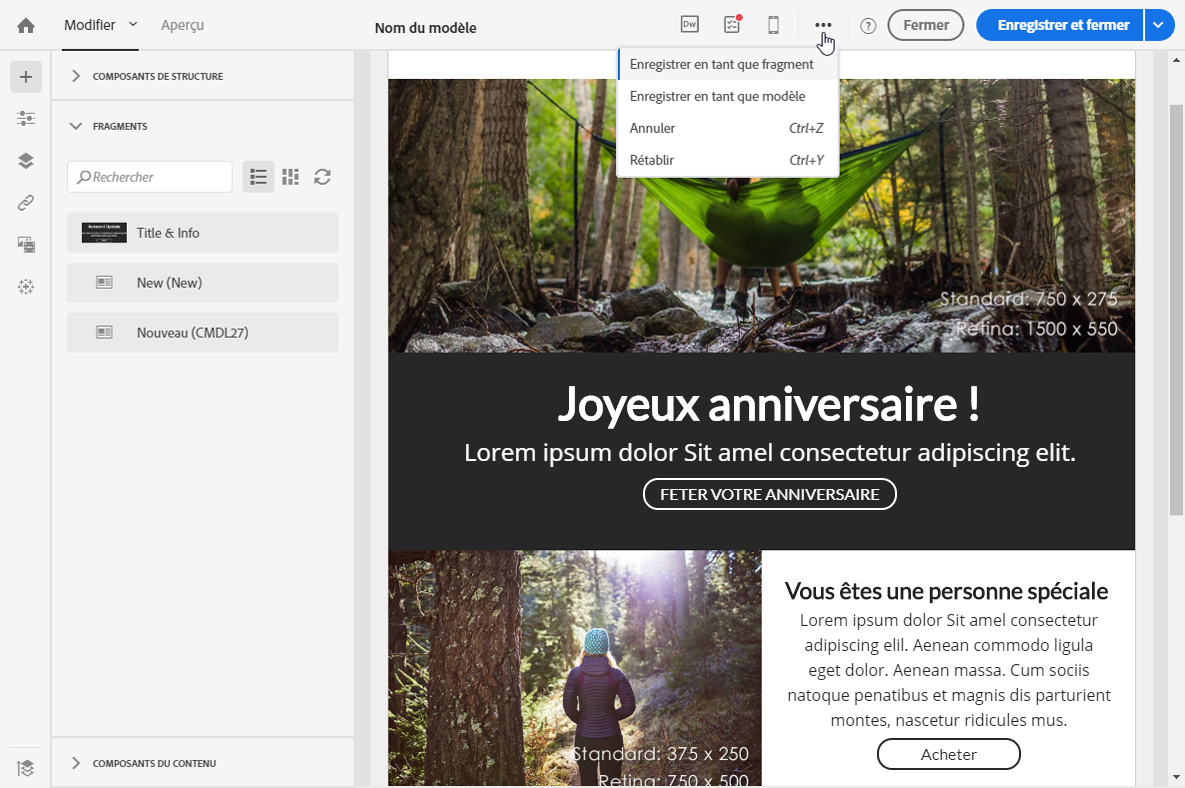 Modifier
Aperçu
Nom du modèle
Dw
?
Fermer
Enregistrer et fermer
Enregistrer en tant que fragment
Enregistrer en tant que modèle
Annuler Ctrl+Z
Rétablir Ctrl+Y
COMPOSANTS DE STRUCTURE
FRAGMENTS
Rechercher
Account Update
Title & Info
New (New)
Nouveau (CMDL27)
COMPOSANTS DU CONTENU
Standard: 750 x 275
Retina: 1500 x 550
Joyeux anniversaire !
Lorem ipsum dolor Sit amel consectetur adipiscing elit.
FETER VOTRE ANNIVERSAIRE
Standard: 375 x 250
Retina: 750 x 500
Vous êtes une personne spéciale
Lorem ipsum dolor Sit amel consectetur
adipiscing elil. Aenean commodo ligula
eget dolor. Aenean massa. Cum sociis
natoque penatibus et magnis dis parturient
montes, nascetur ridicules mus.
Acheter